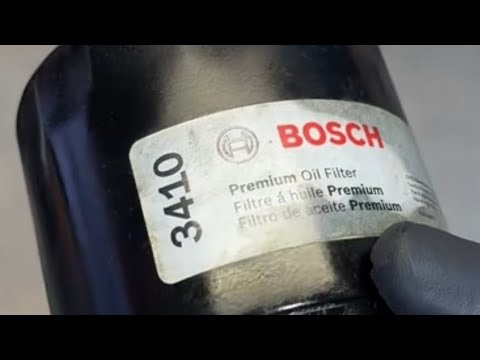 BOSCH
3410
Premium Oil Filter
Filtre à huile Premium
Filtro de aceite Premium